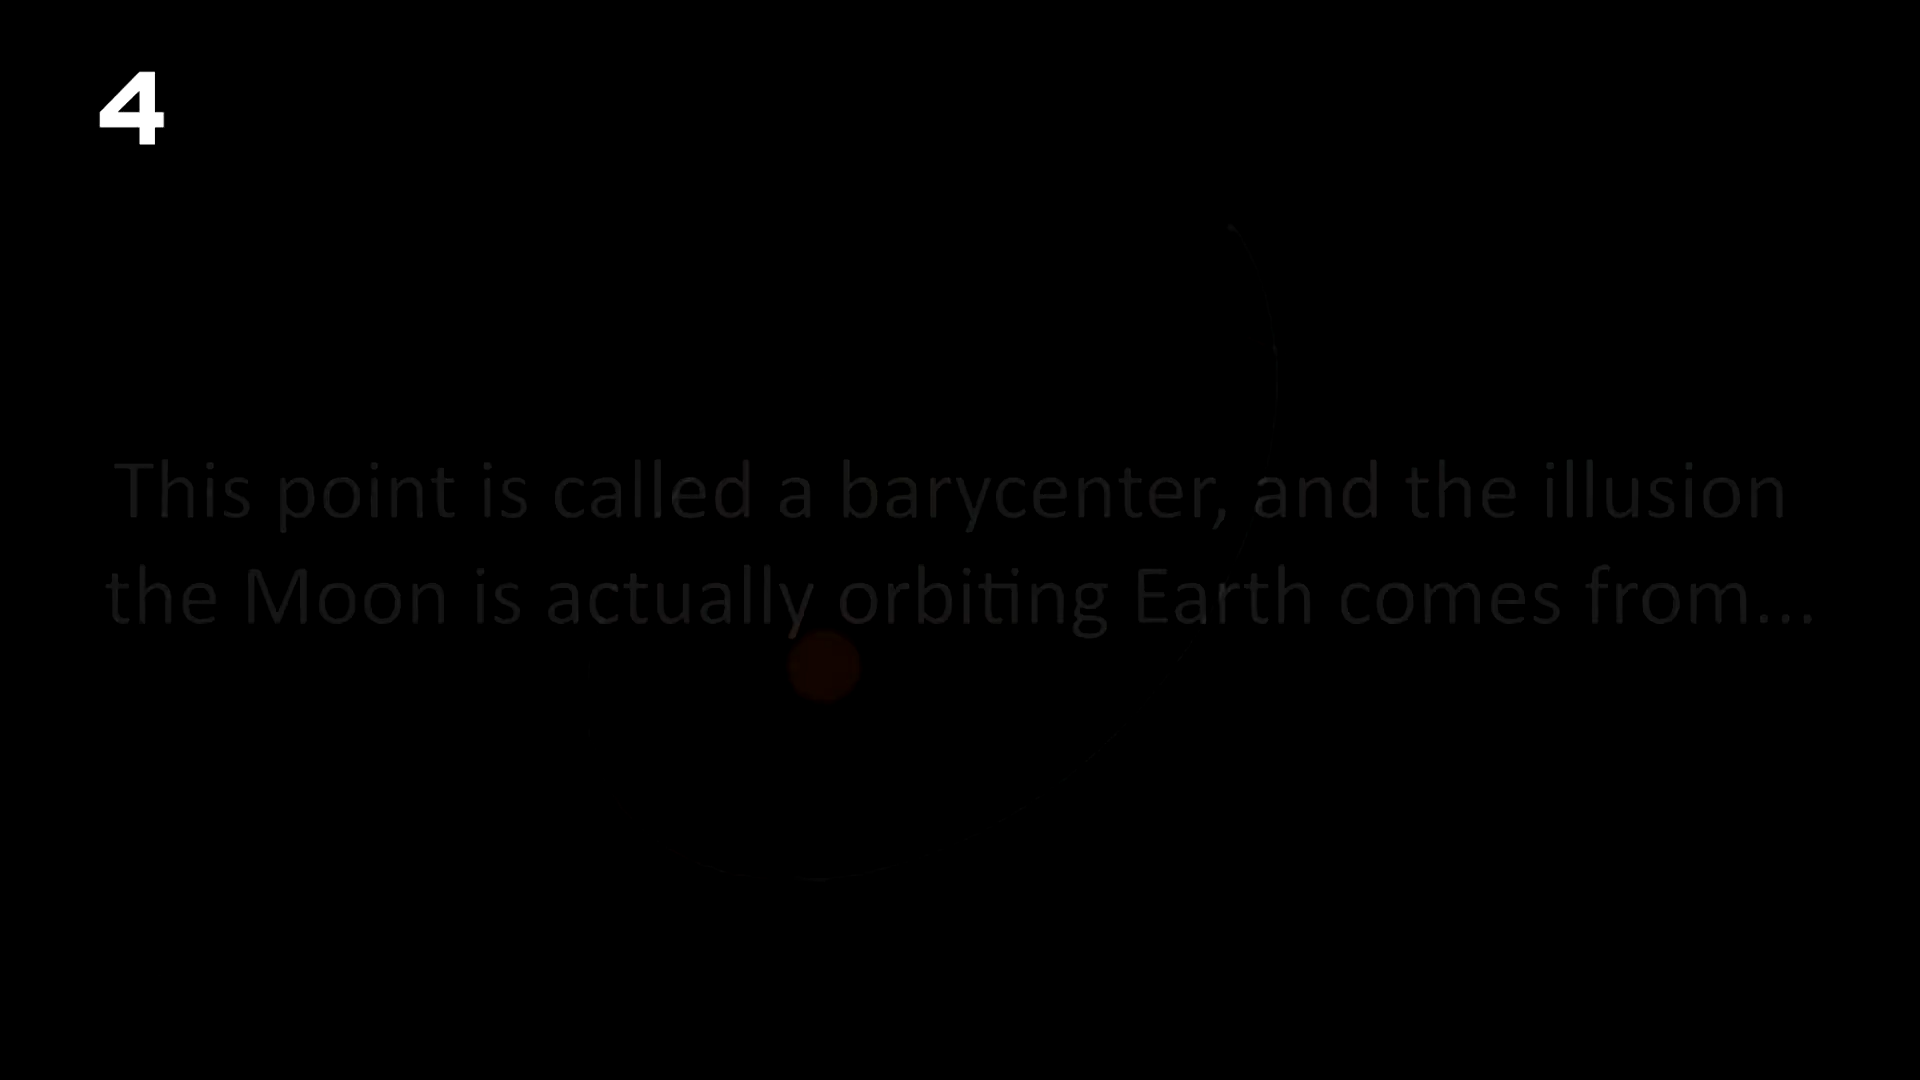 4
This point is called a barycenter, and the illusion
the Moon is actually orbiting Earth comes from...